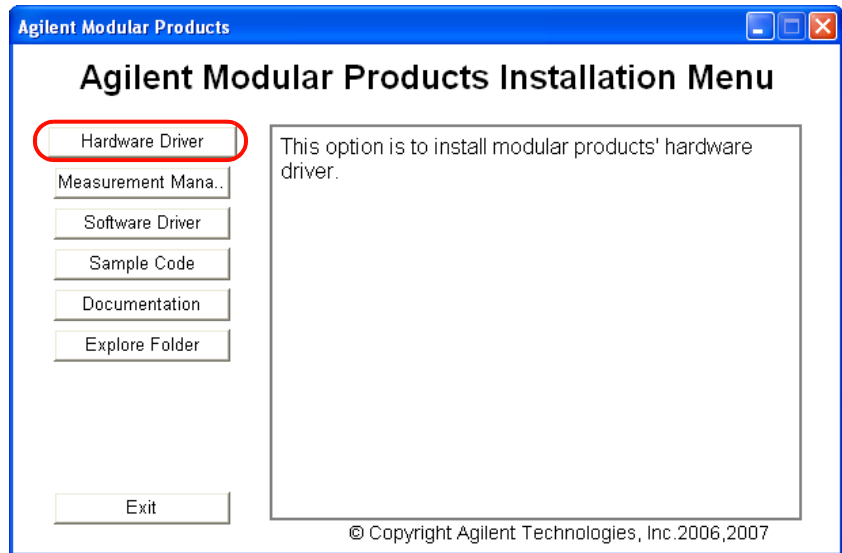 Agilent Modular Products
Agilent Modular Products Installation Menu
Hardware Driver
Measurement Mana..
Software Driver
Sample Code
Documentation
Explore Folder
Exit
This option is to install modular products' hardware
driver.
© Copyright Agilent Technologies, Inc.2006,2007